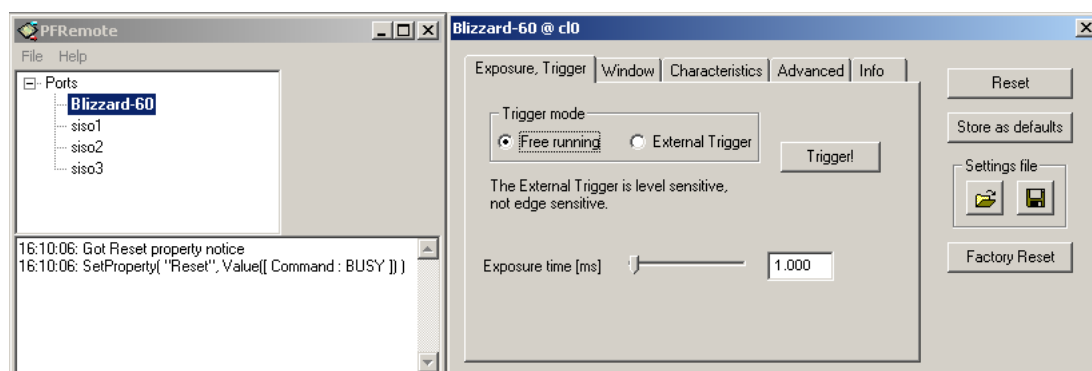 PFRemote
File Help
Ports
Blizzard-60
siso1
siso2
siso3
16:10:06: Got Reset property notice
16:10:06: SetProperty( "Reset", Value([ Command : BUSY ]) )
Blizzard-60 @ cl0
Exposure, Trigger Window Characteristics Advanced Info
Trigger mode
Free running External Trigger
Trigger!
The External Trigger is level sensitive,
not edge sensitive.
Exposure time [ms] 1.000
Reset
Store as defaults
Settings file
Factory Reset